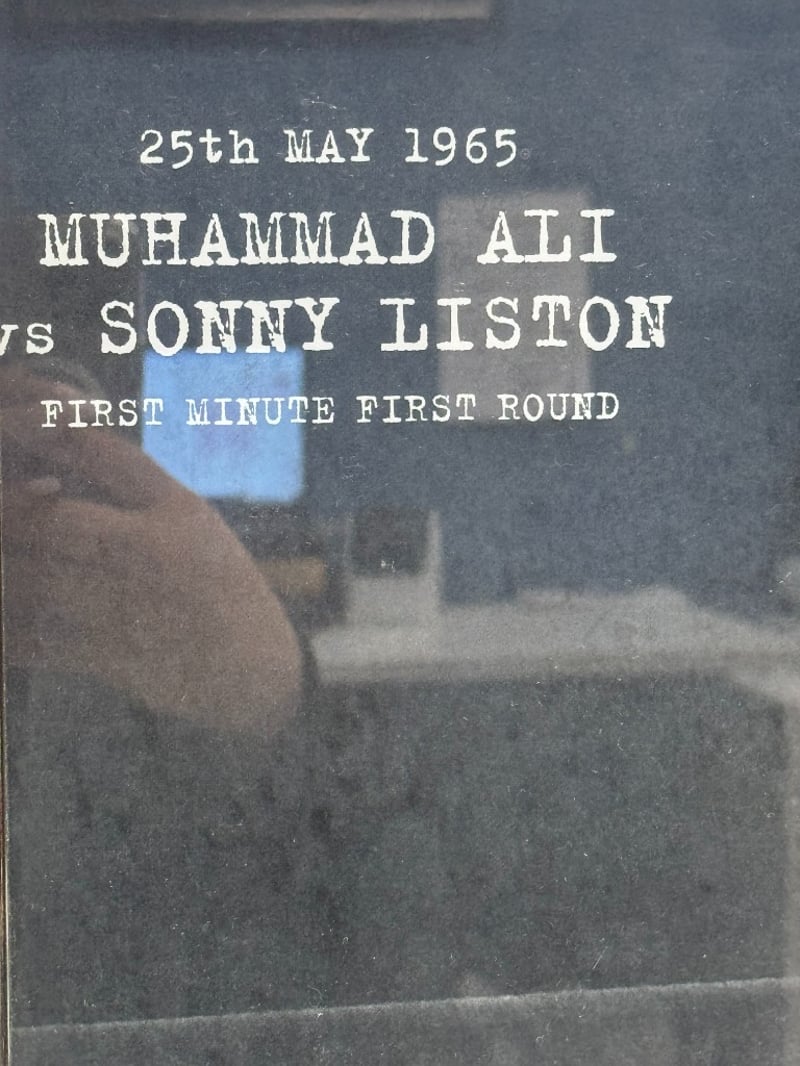 25th MAY 1965
MUHAMMAD ALI
vs SONNY LISTON
FIRST MINUTE FIRST ROUND